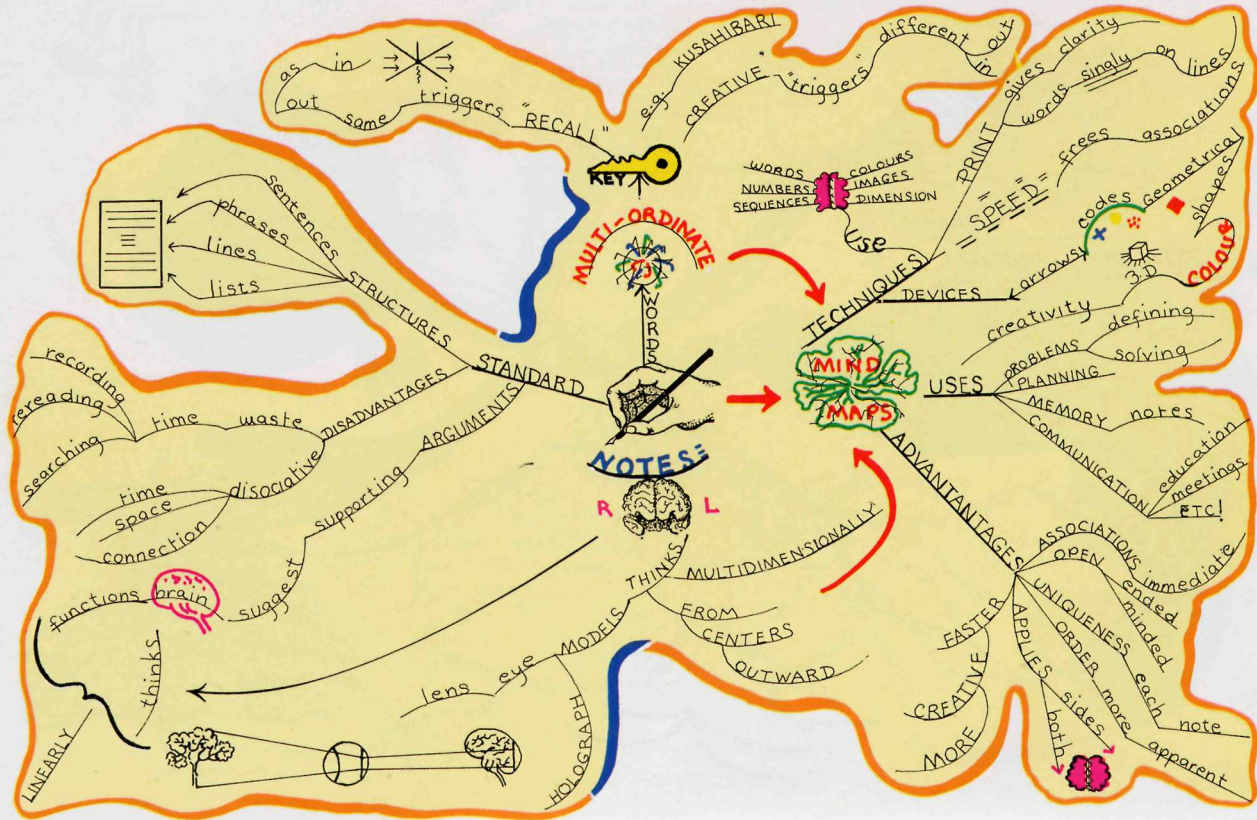 as in
out same triggers "RECALL"
e.g. KUSAHIBARI
CREATIVE "triggers" different out in
KEY
MULTI-ORDINATE
WORDS
sentences
phrases
lines
lists
STRUCTURES
STANDARD
DISADVANTAGES
waste time
recording
rereading
searching
disociative
time
space
connection
ARGUMENTS
supporting
suggest
brain
functions
thinks
LINEARLY
NOTES
R L
THINKS
MULTIDIMENSIONALLY
FROM
CENTERS
OUTWARD
MODELS
eye
lens
HOLOGRAPH
MIND
MAPS
TECHNIQUES
Use
WORDS
NUMBERS
SEQUENCES
COLOURS
IMAGES
DIMENSION
PRINT
gives clarity
words singly on lines
SPEED
frees associations
DEVICES
arrows
codes
Geometrical
shapes
COLOUR
3.D
creativity
USES
PROBLEMS
defining
solving
PLANNING
MEMORY notes
COMMUNICATION
education
meetings
ETC!
ADVANTAGES
ASSOCIATIONS immediate
OPEN
ended
minded
UNIQUENESS each note
ORDER more apparent
APPLIES
sides
both
FASTER
CREATIVE
MORE